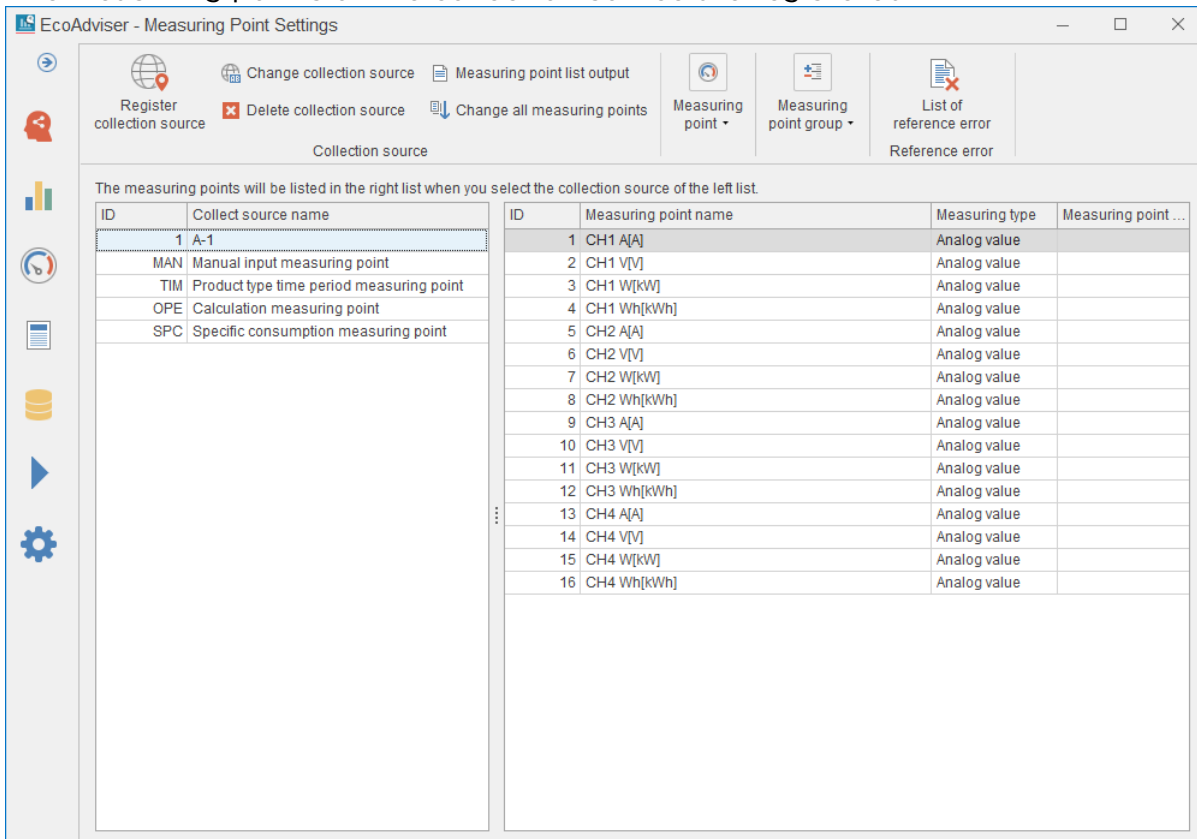 EcoAdviser - Measuring Point Settings
Register collection source
Change collection source
Delete collection source
Measuring point list output
Change all measuring points
Collection source
Measuring point
Measuring point group
List of reference error
Reference error
The measuring points will be listed in the right list when you select the collection source of the left list.
ID Collect source name
1 A-1
MAN Manual input measuring point
TIM Product type time period measuring point
OPE Calculation measuring point
SPC Specific consumption measuring point
ID Measuring point name Measuring type Measuring point ...
1 CH1 A[A] Analog value
2 CH1 V[V] Analog value
3 CH1 W[kW] Analog value
4 CH1 Wh[kWh] Analog value
5 CH2 A[A] Analog value
6 CH2 V[V] Analog value
7 CH2 W[kW] Analog value
8 CH2 Wh[kWh] Analog value
9 CH3 A[A] Analog value
10 CH3 V[V] Analog value
11 CH3 W[kW] Analog value
12 CH3 Wh[kWh] Analog value
13 CH4 A[A] Analog value
14 CH4 V[V] Analog value
15 CH4 W[kW] Analog value
16 CH4 Wh[kWh] Analog value